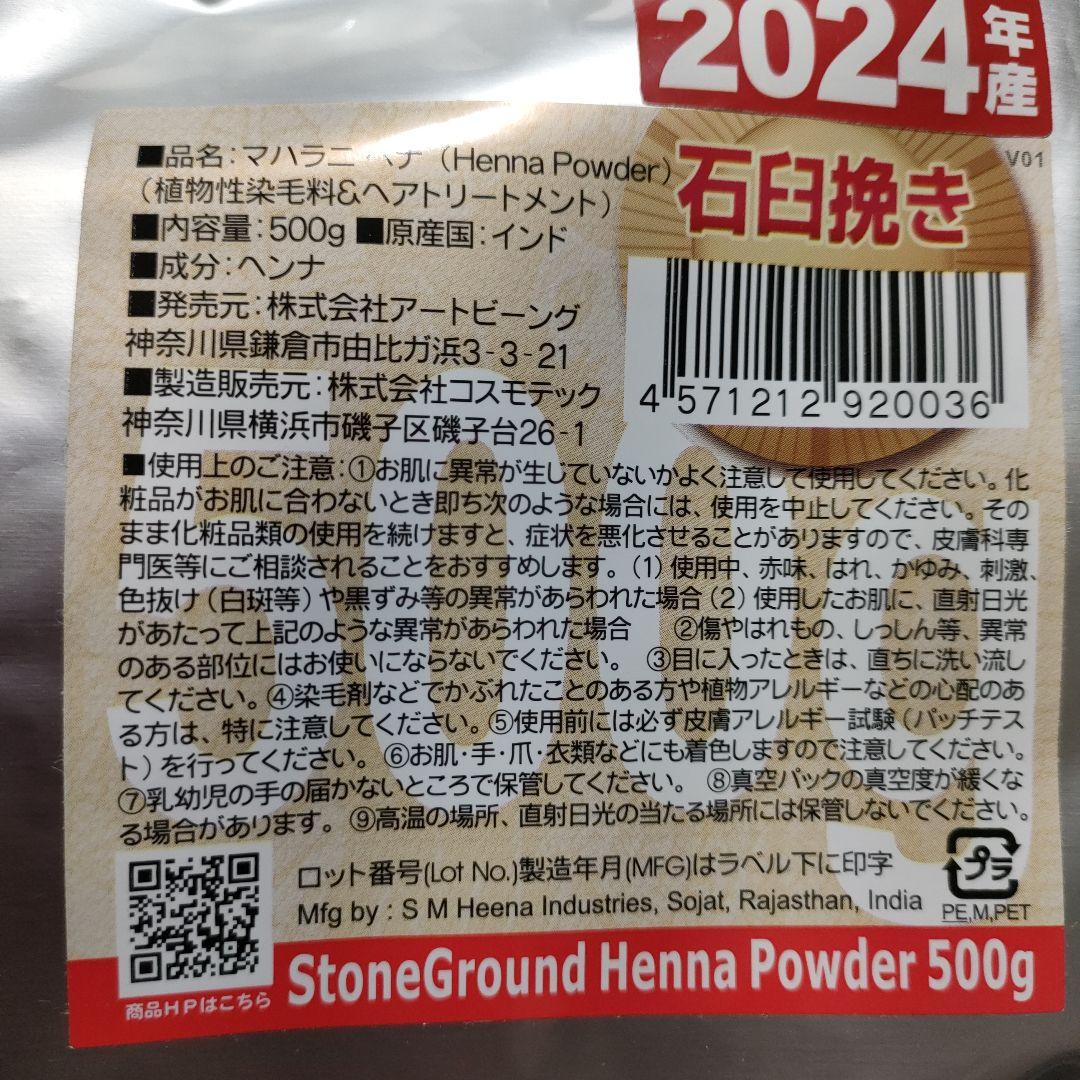 2024年産
V01
■品名:マハラニ ヘナ (Henna Powder)
(植物性染毛料&ヘアトリートメント)
石臼挽き
■内容量:500g ■原産国:インド
■成分:ヘンナ
■発売元:株式会社アートビーング
神奈川県鎌倉市由比ガ浜3-3-21
■製造販売元:株式会社コスモテック
神奈川県横浜市磯子区磯子台26-1
4 571212 920036
■使用上のご注意:①お肌に異常が生じていないかよく注意して使用してください。化
粧品がお肌に合わないとき即ち次のような場合には、使用を中止してください。その
まま化粧品類の使用を続けますと、症状を悪化させることがありますので、皮膚科専
門医等にご相談されることをおすすめします。(1)使用中、赤味、はれ、かゆみ、刺激、
色抜け(白斑等)や黒ずみ等の異常があらわれた場合(2)使用したお肌に、直射日光
があたって上記のような異常があらわれた場合 ②傷やはれもの、しっしん等、異常
のある部位にはお使いにならないでください。 ③目に入ったときは、直ちに洗い流し
てください。④染毛剤などでかぶれたことのある方や植物アレルギーなどの心配のあ
る方は、特に注意してください。⑤使用前には必ず皮膚アレルギー試験(パッチテス
ト)を行ってください。 ⑥お肌・手・爪・衣類などにも着色しますので注意してください。
⑦乳幼児の手の届かないところで保管してください。 ⑧真空パックの真空度が緩くな
る場合があります。 ⑨高温の場所、直射日光の当たる場所には保管しないでください。
500g
ロット番号(Lot No.)製造年月(MFG)はラベル下に印字
Mfg by : S M Heena Industries, Sojat, Rajasthan, India
プラ
PE,M,PET
商品HPはこちら
StoneGround Henna Powder 500g